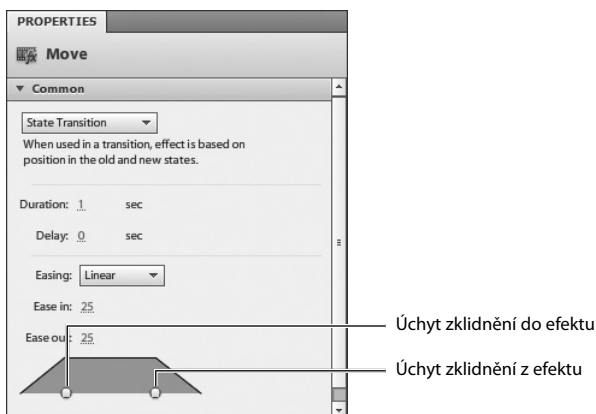 PROPERTIES
Move
Common
State Transition
When used in a transition, effect is based on
position in the old and new states.
Duration: 1 sec
Delay: 0 sec
Easing: Linear
Ease in: 25
Ease out: 25
Úchyt zklidnění do efektu
Úchyt zklidnění z efektu